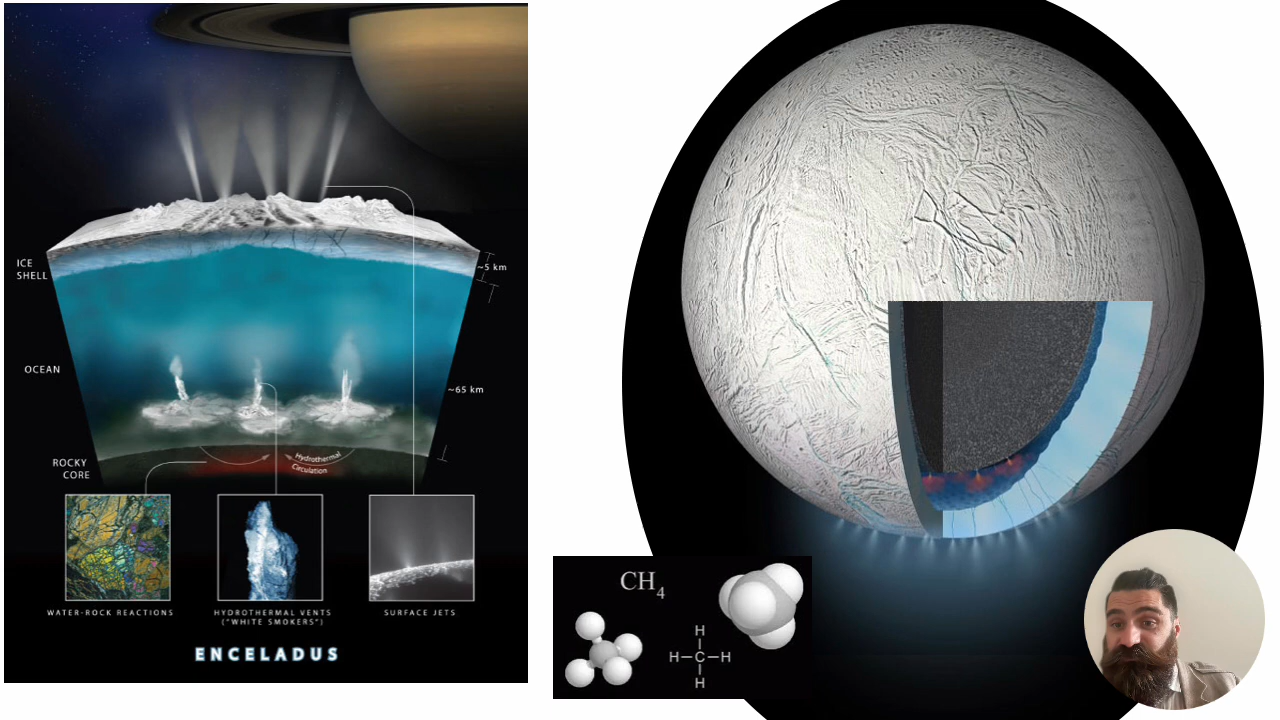 ICE
SHELL
~5 km
OCEAN
~65 km
ROCKY
CORE
Hydrothermal
Circulation
WATER-ROCK REACTIONS
HYDROTHERMAL VENTS
("WHITE SMOKERS")
SURFACE JETS
ENCELADUS
CH4
H
H-C-H
H